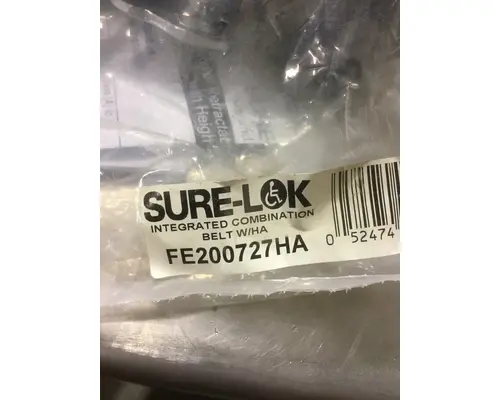 SURE-LOK
INTEGRATED COMBINATION
BELT W/HA
FE200727HA
0 52474